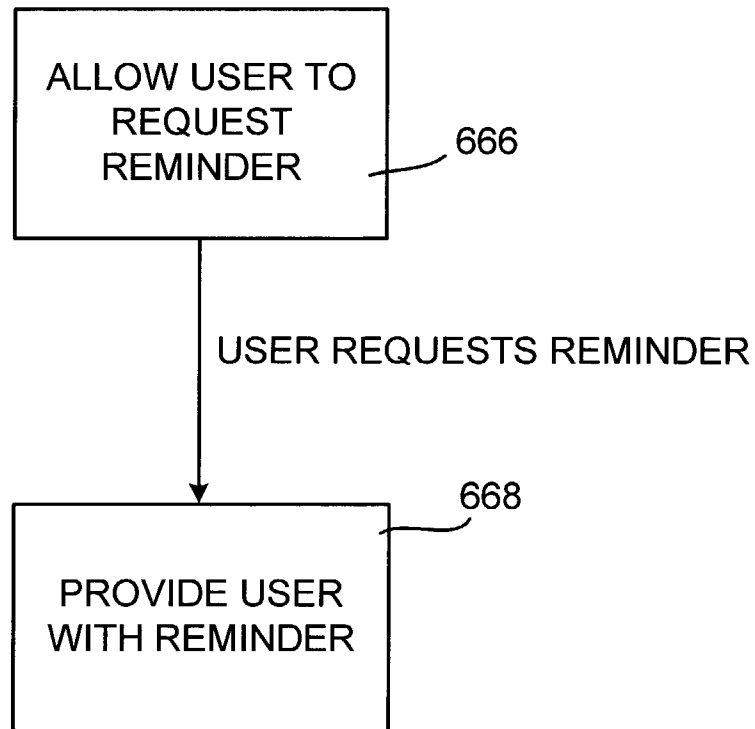 ALLOW USER TO
REQUEST
REMINDER
666
USER REQUESTS REMINDER
668
PROVIDE USER
WITH REMINDER